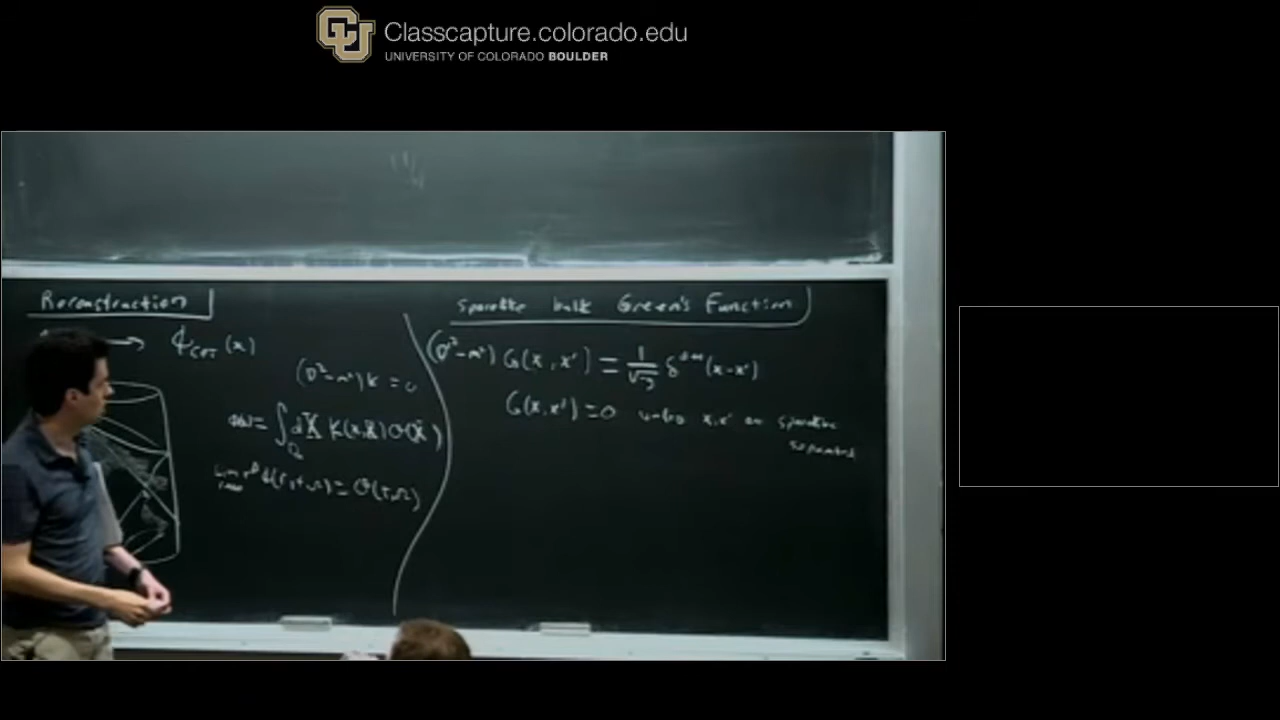 Classcapture.colorado.edu
UNIVERSITY OF COLORADO BOULDER
Reconstruction
→ ϕ_CFT(x)
(∇²-m²)K = 0
= ∫ dX K(x,X) O(X)
lim r^Δ ϕ(r,t,Ω) = O(t,Ω)
Spacelike bulk Green's Function
(∇²-m²) G(x,x') = 1/√g δ^{d+1}(x-x')
G(x,x') = 0 unless x,x' are spacelike
separated